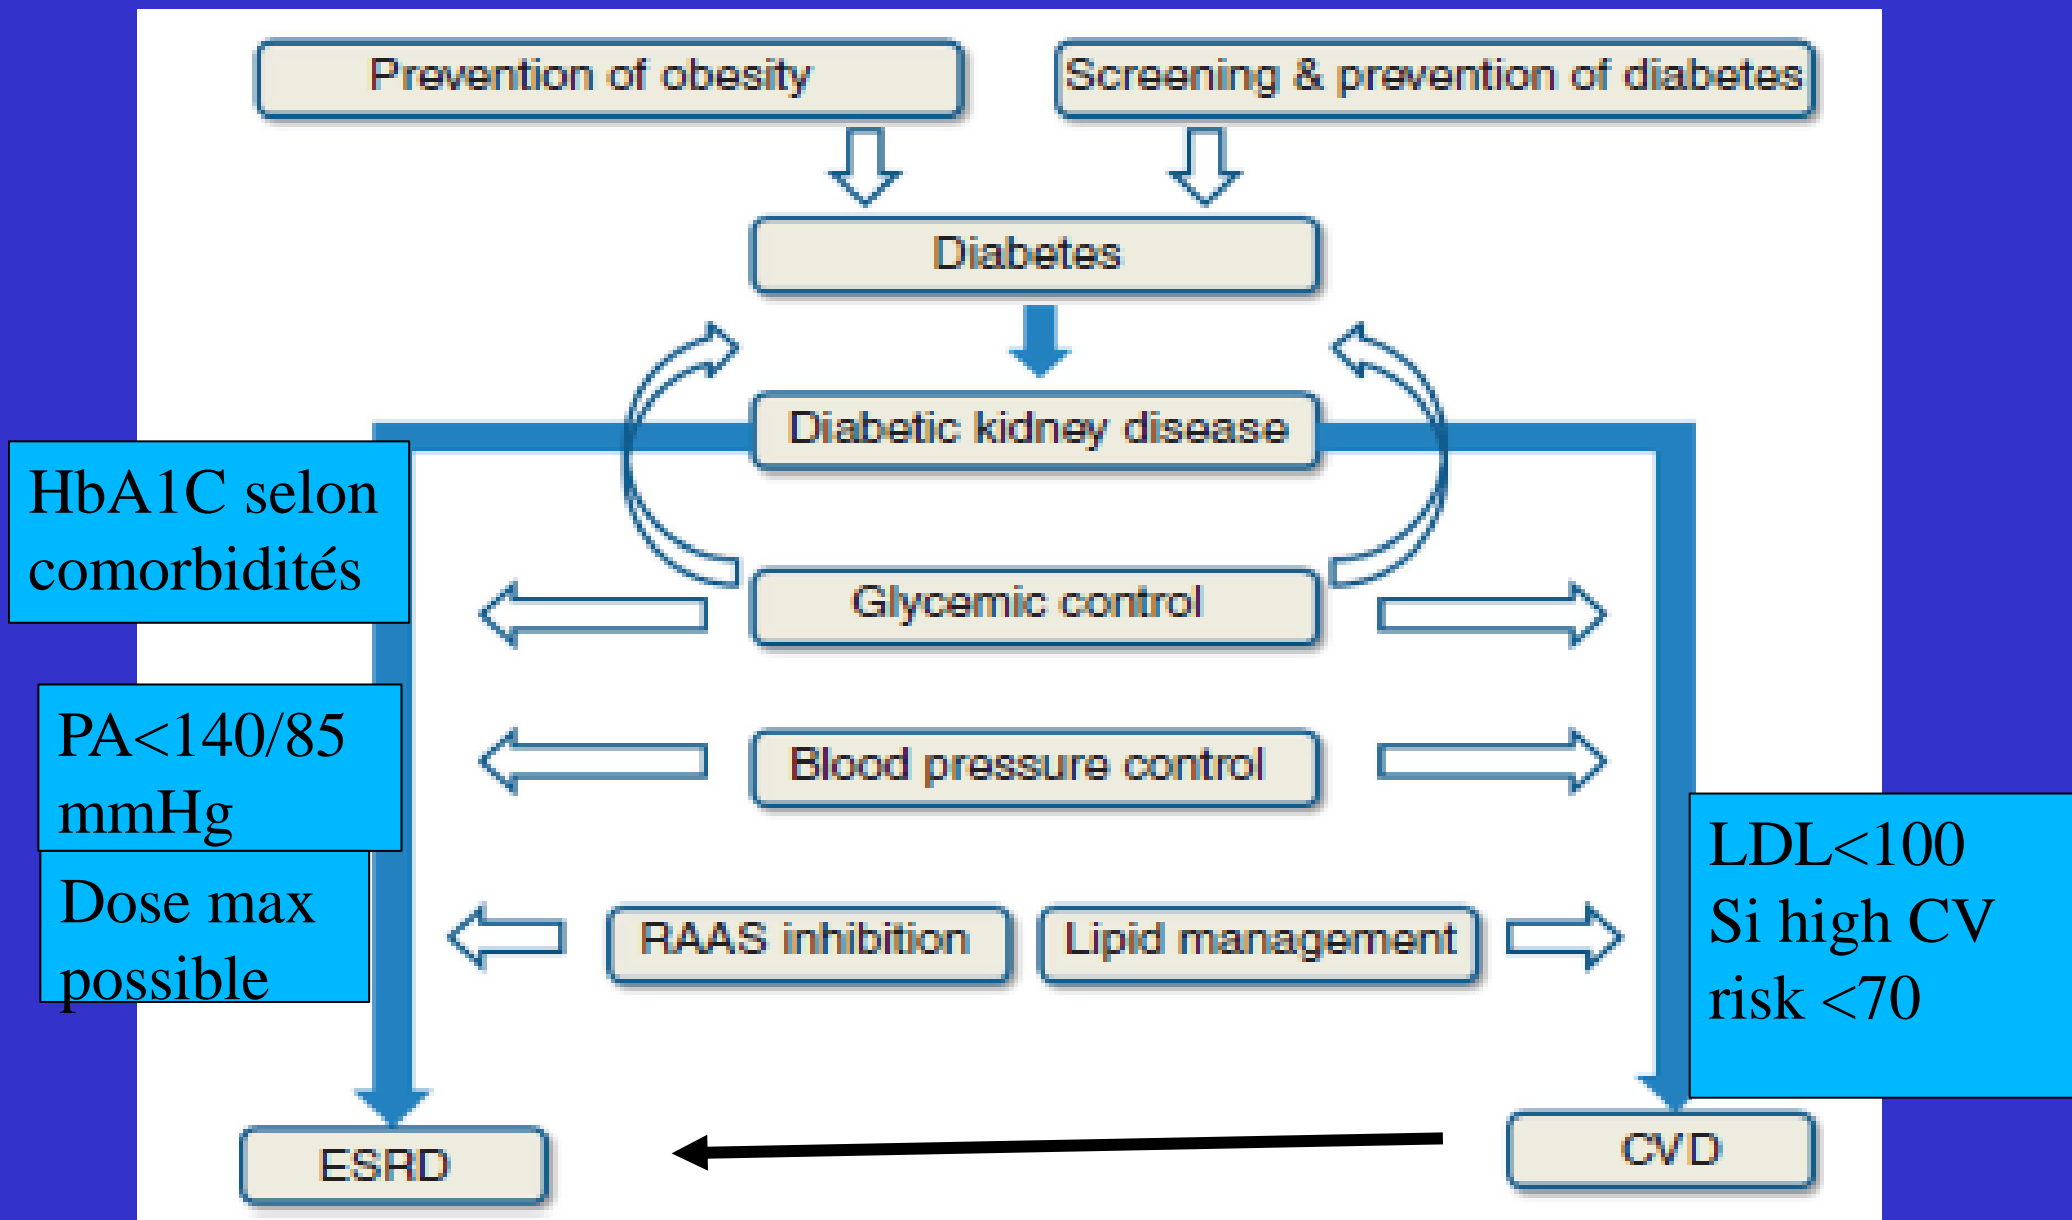 Prevention of obesity
Screening & prevention of diabetes
Diabetes
Diabetic kidney disease
HbA1C selon
comorbidités
Glycemic control
PA<140/85
mmHg
Blood pressure control
Dose max
possible
RAAS inhibition
Lipid management
LDL<100
Si high CV
risk <70
ESRD
CVD